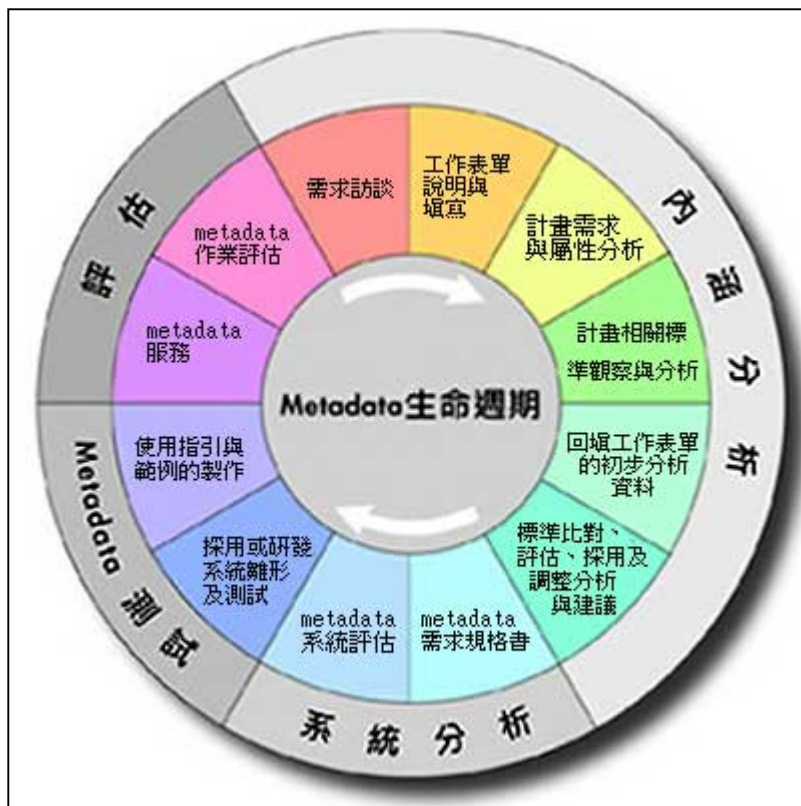 需求訪談
工作表單
說明與
填寫
計畫需求
與屬性分析
計畫相關標
準觀察與分析
回填工作表單
的初步分析
資料
標準比對、
評估、採用及
調整分析
與建議
metadata
需求規格書
metadata
系統評估
採用或研發
系統雛形
及測試
使用指引與
範例的製作
metadata
服務
metadata
作業評估
Metadata生命週期
內涵分析
系統分析
Metadata 測試
評估